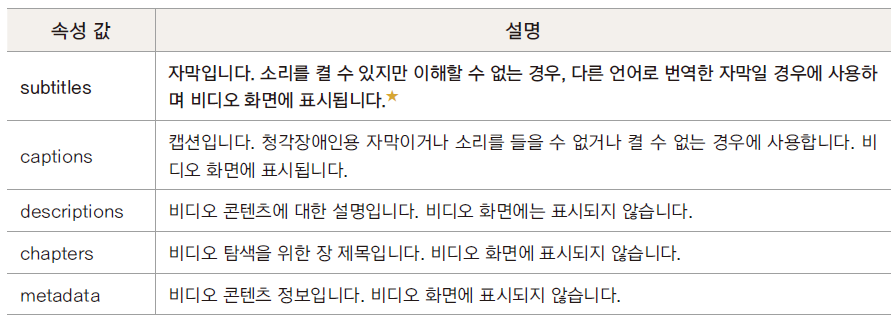 속성 값 설명
subtitles 자막입니다. 소리를 켤 수 있지만 이해할 수 없는 경우, 다른 언어로 번역한 자막일 경우에 사용하
며 비디오 화면에 표시됩니다.★
captions 캡션입니다. 청각장애인용 자막이거나 소리를 들을 수 없거나 켤 수 없는 경우에 사용합니다. 비
디오 화면에 표시됩니다.
descriptions 비디오 콘텐츠에 대한 설명입니다. 비디오 화면에는 표시되지 않습니다.
chapters 비디오 탐색을 위한 장 제목입니다. 비디오 화면에 표시되지 않습니다.
metadata 비디오 콘텐츠 정보입니다. 비디오 화면에 표시되지 않습니다.